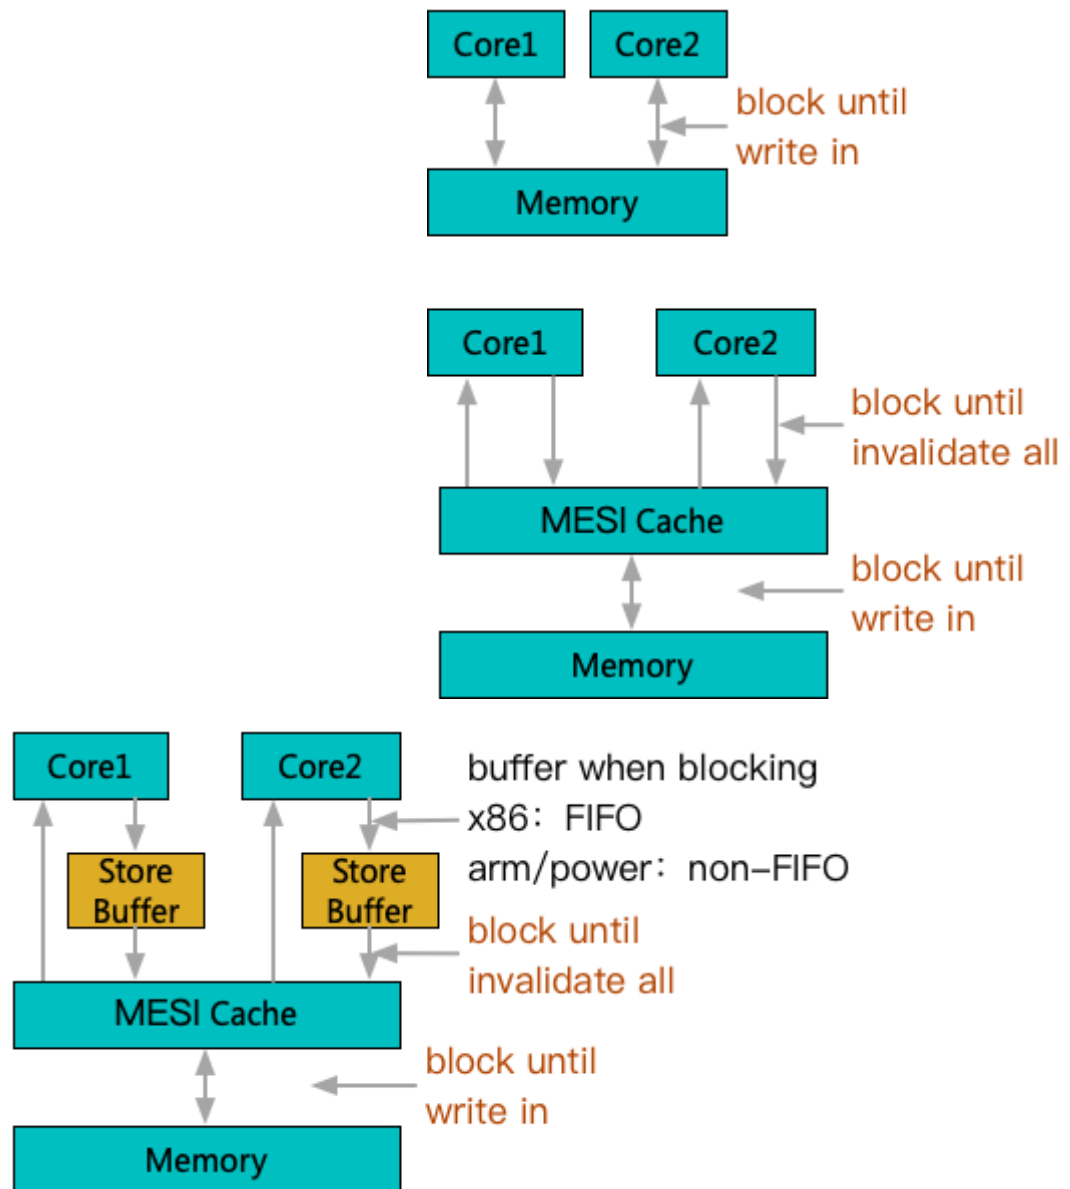 Core1
Core2
block until
write in
Memory
Core1
Core2
block until
invalidate all
MESI Cache
block until
write in
Memory
Core1
Core2
buffer when blocking
x86：FIFO
arm/power：non-FIFO
Store
Buffer
Store
Buffer
block until
invalidate all
MESI Cache
block until
write in
Memory